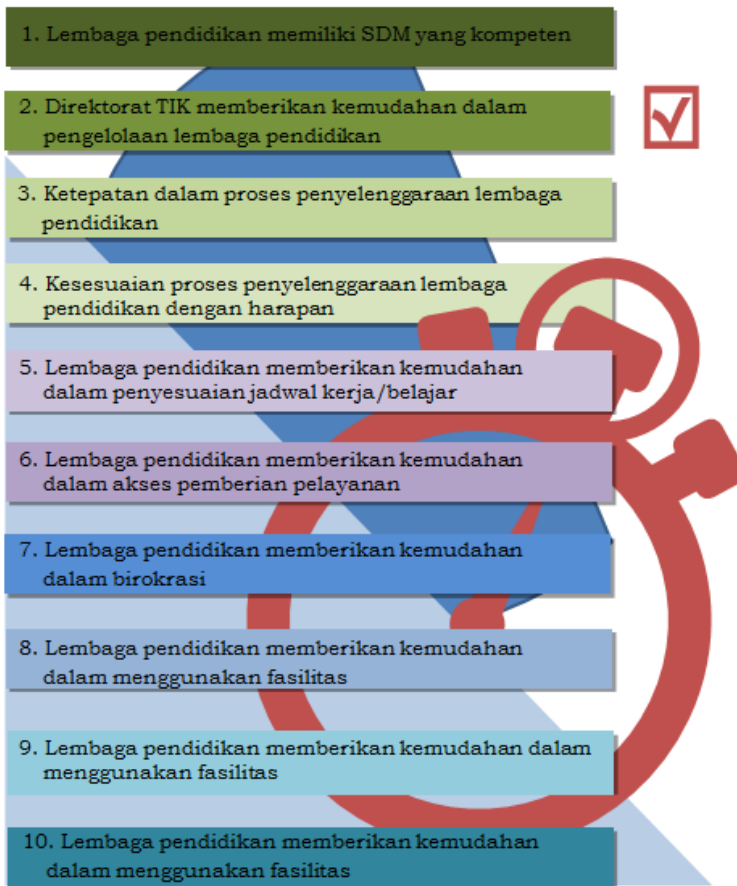 1. Lembaga pendidikan memiliki SDM yang kompeten
2. Direktorat TIK memberikan kemudahan dalam
pengelolaan lembaga pendidikan
3. Ketepatan dalam proses penyelenggaraan lembaga
pendidikan
4. Kesesuaian proses penyelenggaraan lembaga
pendidikan dengan harapan
5. Lembaga pendidikan memberikan kemudahan
dalam penyesuaian jadwal kerja/belajar
6. Lembaga pendidikan memberikan kemudahan
dalam akses pemberian pelayanan
7. Lembaga pendidikan memberikan kemudahan
dalam birokrasi
8. Lembaga pendidikan memberikan kemudahan
dalam menggunakan fasilitas
9. Lembaga pendidikan memberikan kemudahan dalam
menggunakan fasilitas
10. Lembaga pendidikan memberikan kemudahan
dalam menggunakan fasilitas